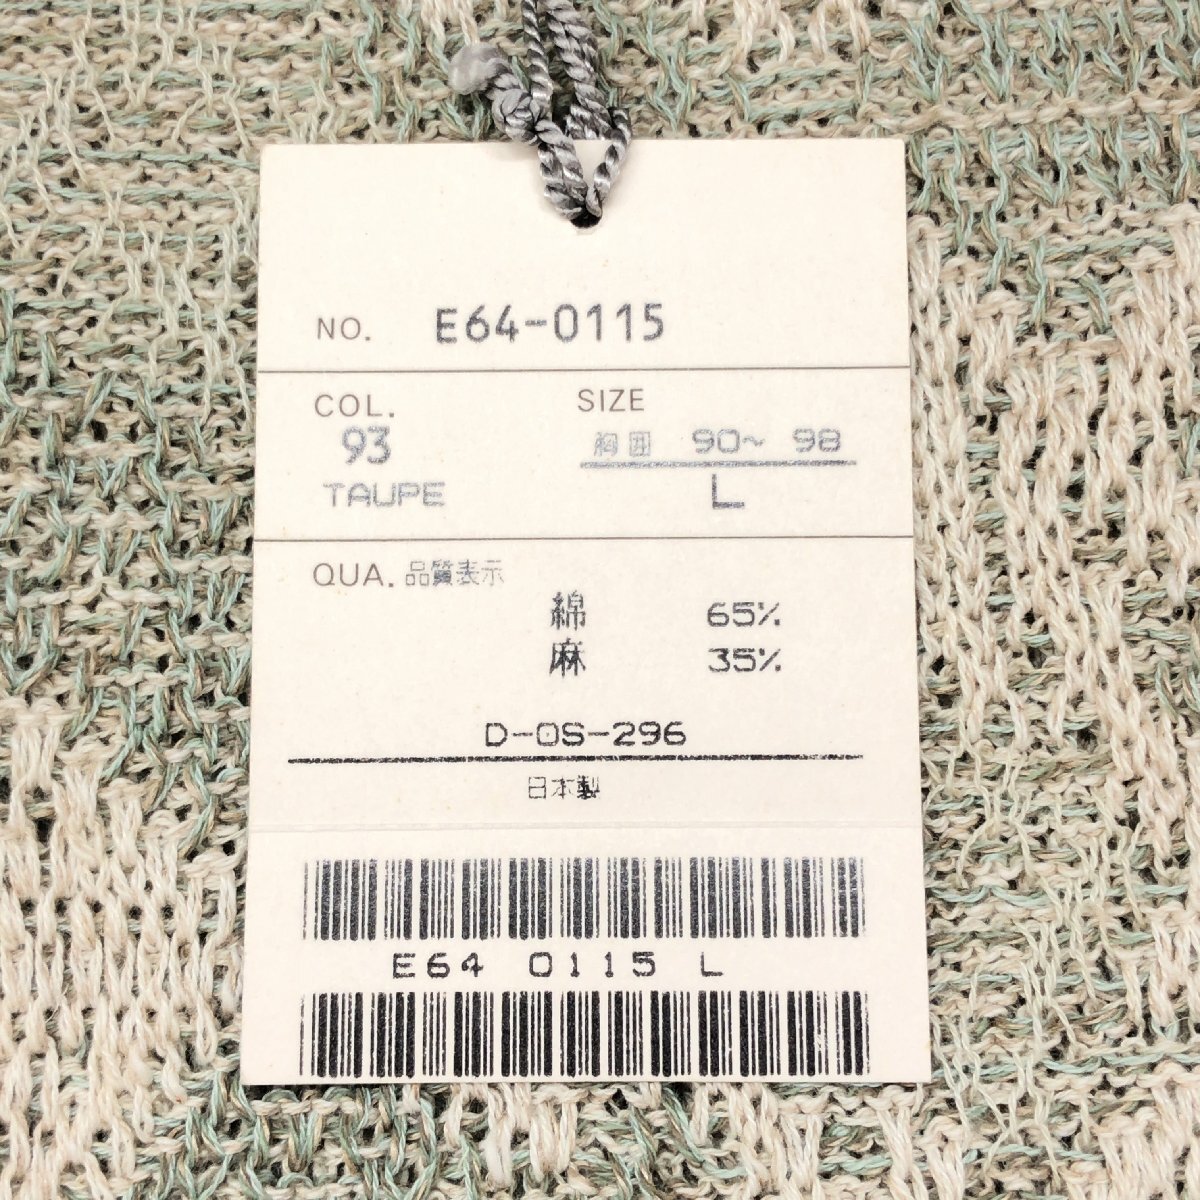 NO. E64-0115
COL. SIZE
93 胸囲 90~ 98
TAUPE L
QUA. 品質表示
綿 65%
麻 35%
D-OS-296
日本製
E64 0115 L